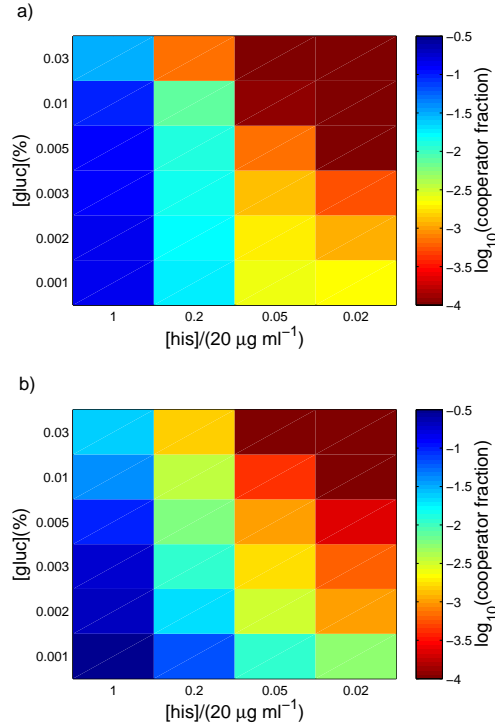 a)
0.03
0.01
0.005
0.003
0.002
0.001
[gluc](%)
1 0.2 0.05 0.02
[his]/(20 μg ml⁻¹)
−0.5
−1
−1.5
−2
−2.5
−3
−3.5
−4
log₁₀(cooperator fraction)
b)
0.03
0.01
0.005
0.003
0.002
0.001
[gluc](%)
1 0.2 0.05 0.02
[his]/(20 μg ml⁻¹)
−0.5
−1
−1.5
−2
−2.5
−3
−3.5
−4
log₁₀(cooperator fraction)